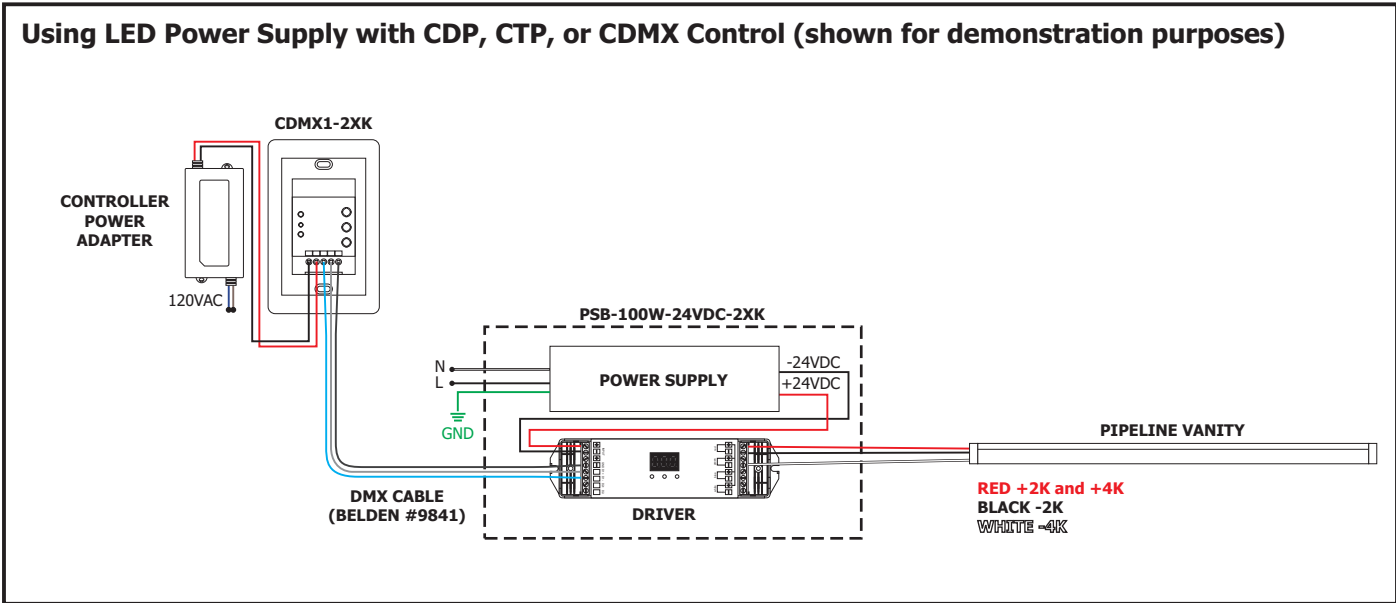 Using LED Power Supply with CDP, CTP, or CDMX Control (shown for demonstration purposes)
CDMX1-2XK
CONTROLLER
POWER
ADAPTER
120VAC
PSB-100W-24VDC-2XK
N
L
GND
POWER SUPPLY
-24VDC
+24VDC
DMX CABLE
(BELDEN #9841)
DRIVER
PIPELINE VANITY
RED +2K and +4K
BLACK -2K
WHITE -4K